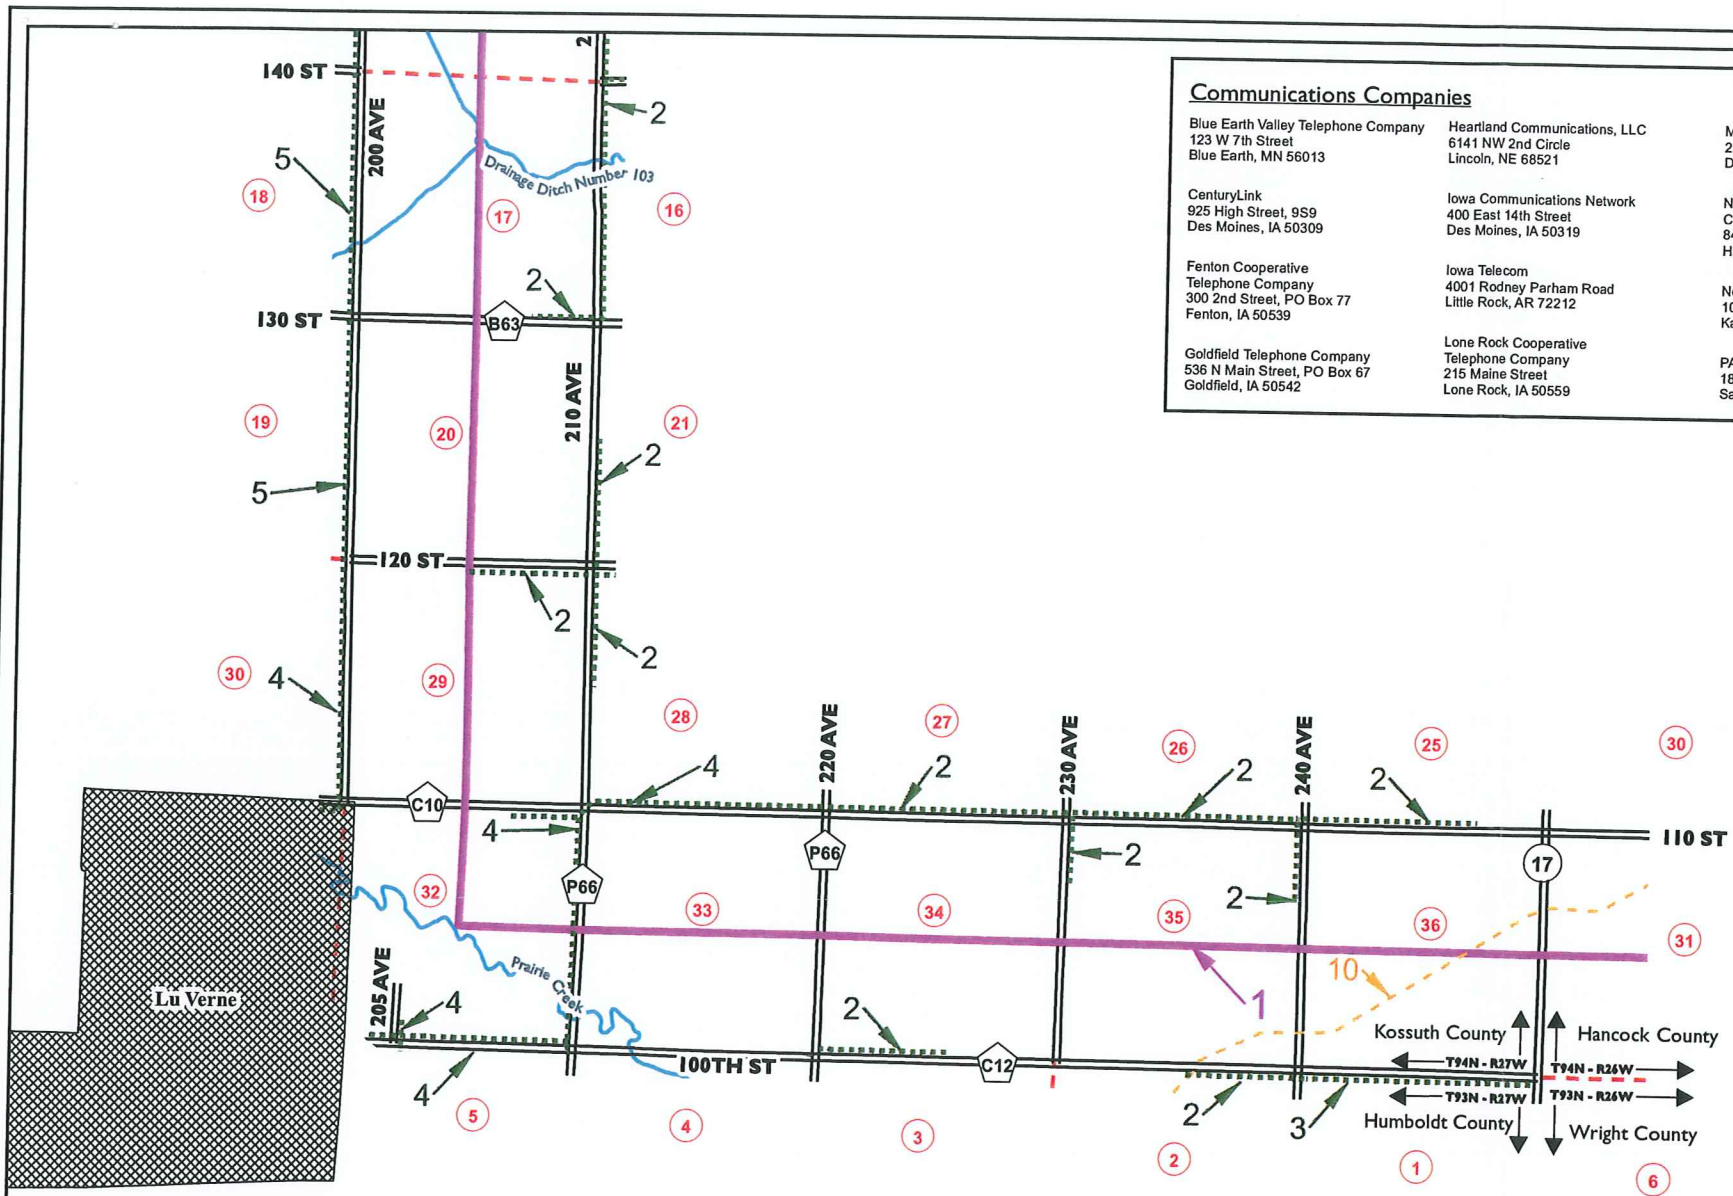 Communications Companies
Blue Earth Valley Telephone Company
123 W 7th Street
Blue Earth, MN 56013
CenturyLink
925 High Street, 9S9
Des Moines, IA 50309
Fenton Cooperative
Telephone Company
300 2nd Street, PO Box 77
Fenton, IA 50539
Goldfield Telephone Company
536 N Main Street, PO Box 67
Goldfield, IA 50542
Heartland Communications, LLC
6141 NW 2nd Circle
Lincoln, NE 68521
Iowa Communications Network
400 East 14th Street
Des Moines, IA 50319
Iowa Telecom
4001 Rodney Parham Road
Little Rock, AR 72212
Lone Rock Cooperative
Telephone Company
215 Maine Street
Lone Rock, IA 50559
140 ST
200 AVE
2
2
5
18
Drainage Ditch Number 103
17
16
2
130 ST
B63
210 AVE
19
20
21
2
5
120 ST
2
2
30
4
29
28
27
26
25
30
220 AVE
230 AVE
240 AVE
4
2
2
2
C10
4
P66
2
110 ST
17
P66
32
33
34
35
2
36
31
10
1
Lu Verne
205 AVE
4
Prairie
Creek
2
4
100TH ST
C12
Kossuth County
Hancock County
T94N - R27W
T94N - R26W
T93N - R27W
T93N - R26W
Humboldt County
Wright County
2
3
5
4
3
2
1
6